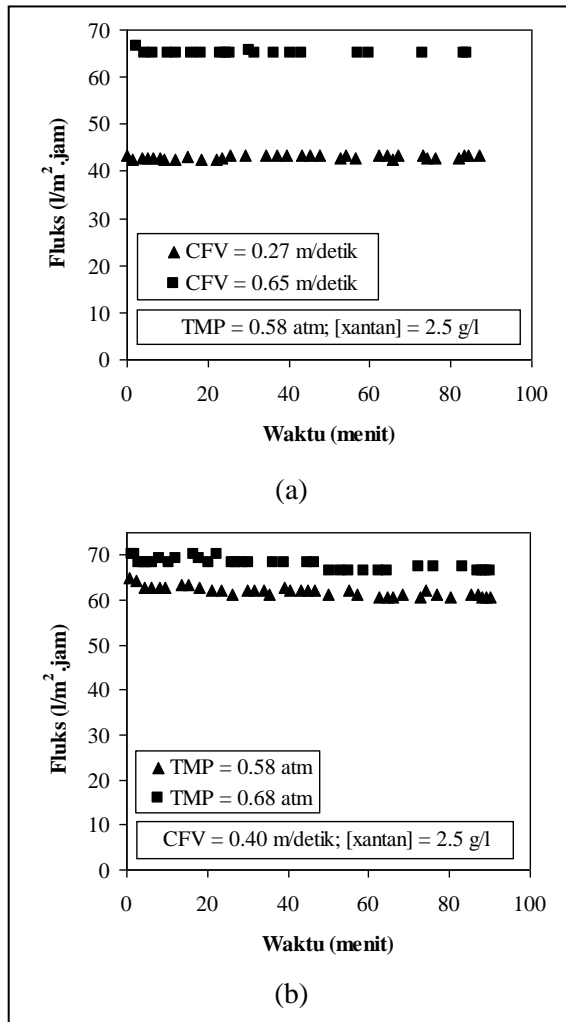 70
60
50
40
30
20
10
0
Fluks (l/m².jam)
CFV = 0.27 m/detik
CFV = 0.65 m/detik
TMP = 0.58 atm; [xantan] = 2.5 g/l
0 20 40 60 80 100
Waktu (menit)
(a)
70
60
50
40
30
20
10
0
Fluks (l/m².jam)
TMP = 0.58 atm
TMP = 0.68 atm
CFV = 0.40 m/detik; [xantan] = 2.5 g/l
0 20 40 60 80 100
Waktu (menit)
(b)